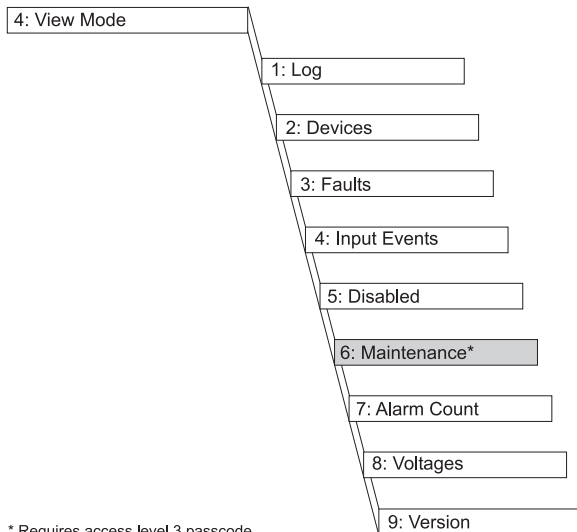 4: View Mode
1: Log
2: Devices
3: Faults
4: Input Events
5: Disabled
6: Maintenance*
7: Alarm Count
8: Voltages
9: Version
* Requires access level 3 passcode